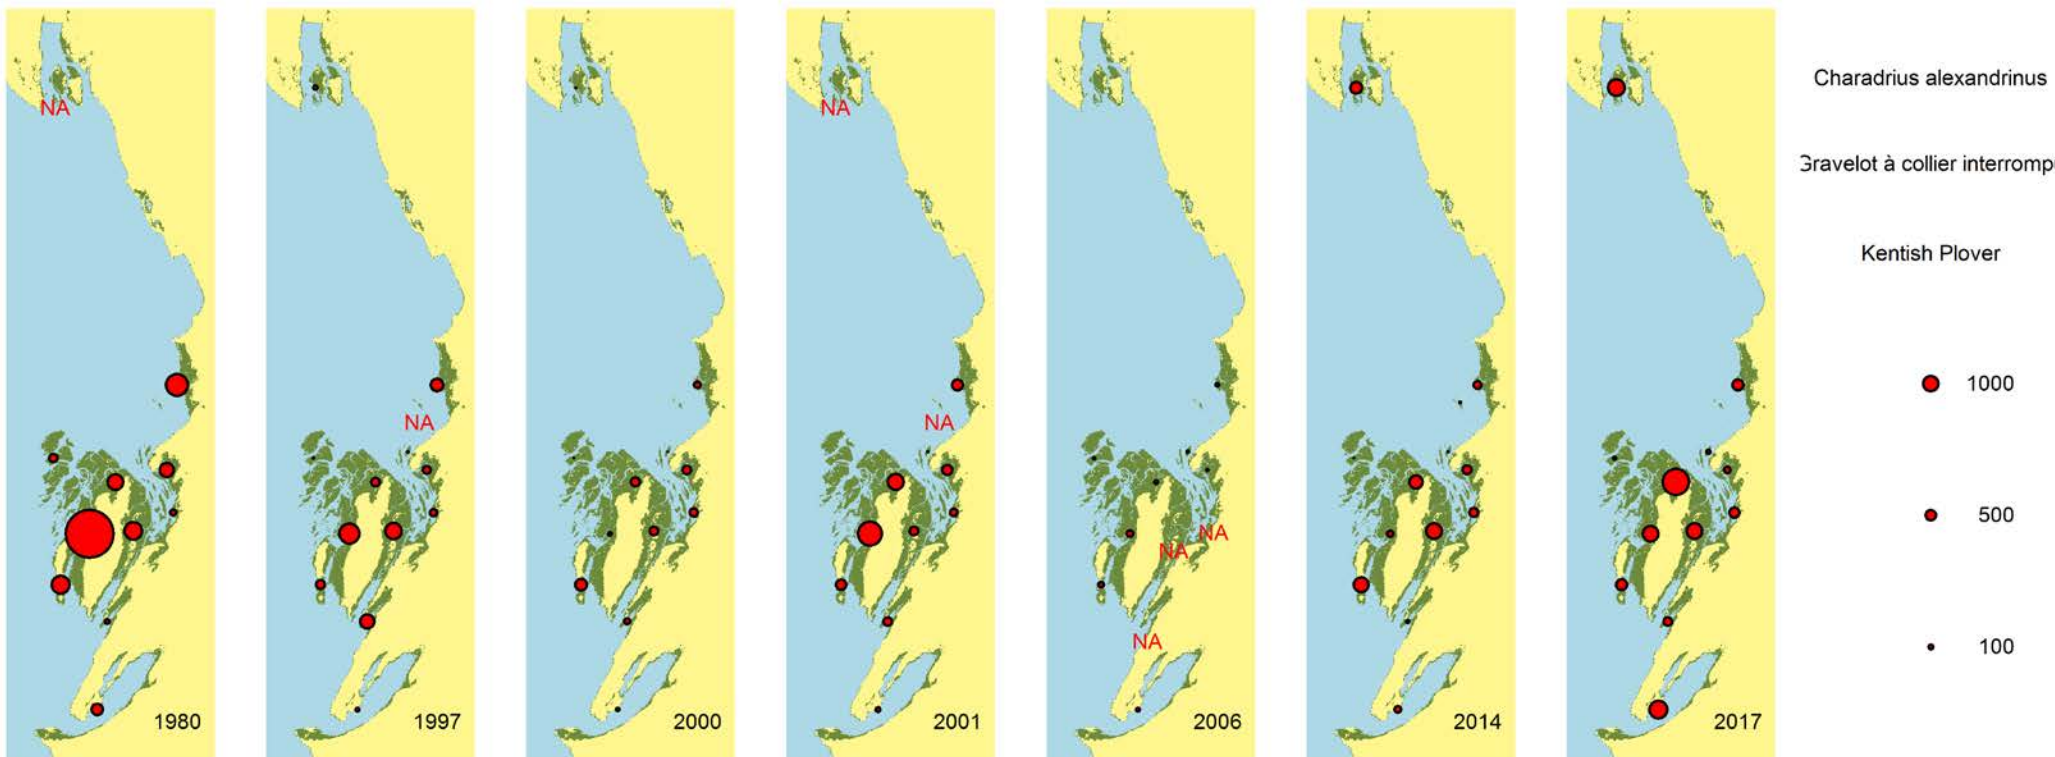 Charadrius alexandrinus
Gravelot à collier interromp
Kentish Plover
1000
500
100
NA
1980
NA
1997
2000
NA
NA
2001
NA
NA
NA
2006
2014
2017